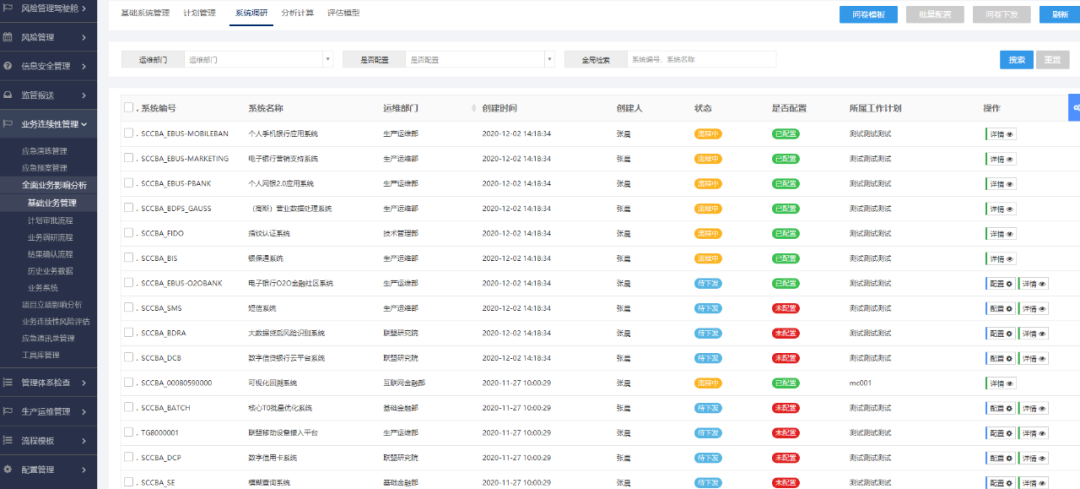 风险管理驾驶舱
风险管理
信息安全管理
监管报送
业务连续性管理
应急演练管理
应急预案管理
全面业务影响分析
基础业务管理
计划审批流程
业务调研流程
结果确认流程
历史业务数据
业务系统
项目立项影响分析
业务连续性风险评估
应急通讯录管理
工具库管理
管理体系检查
生产运维管理
流程模板
配置管理
基础系统管理 计划管理 系统调研 分析计算 评估模型
问卷模板 批量配置 问卷下发 刷新
运维部门 运维部门 是否配置 是否配置 全局检索 系统编号、系统名称 搜索 重置
系统编号 系统名称 运维部门 创建时间 创建人 状态 是否配置 所属工作计划 操作
SCCBA_EBUS-MOBILEBAN 个人手机银行应用系统 生产运维部 2020-12-02 14:18:34 张晨 流程中 已配置 测试测试测试 详情
SCCBA_EBUS-MARKETING 电子银行营销支持系统 生产运维部 2020-12-02 14:18:34 张晨 流程中 已配置 测试测试测试 详情
SCCBA_EBUS-PBANK 个人网银2.0应用系统 生产运维部 2020-12-02 14:18:34 张晨 流程中 已配置 测试测试测试 详情
SCCBA_BDPS_GAUSS （高斯）营业数据处理系统 生产运维部 2020-12-02 14:18:34 张晨 流程中 已配置 测试测试测试 详情
SCCBA_FIDO 指纹认证系统 技术管理部 2020-12-02 14:18:34 张晨 流程中 已配置 测试测试测试 详情
SCCBA_BIS 银保通系统 生产运维部 2020-12-02 14:18:34 张晨 流程中 已配置 测试测试测试 详情
SCCBA_EBUS-O2OBANK 电子银行O2O金融社区系统 生产运维部 2020-12-02 14:18:34 张晨 待下发 已配置 测试测试测试 配置 详情
SCCBA_SMS 短信系统 生产运维部 2020-12-02 14:18:34 张晨 待下发 未配置 测试测试测试 配置 详情
SCCBA_BDRA 大数据贷后风险识别系统 联盟研究院 2020-12-02 14:18:34 张晨 待下发 未配置 测试测试测试 配置 详情
SCCBA_DCB 数字信贷银行云平台系统 联盟研究院 2020-12-02 14:18:34 张晨 待下发 未配置 测试测试测试 配置 详情
SCCBA_00080590000 可视化回溯系统 互联网金融部 2020-11-27 10:00:29 张晨 流程中 已配置 mc001 详情
SCCBA_BATCH 核心T0批量优化系统 基础金融部 2020-11-27 10:00:29 张晨 待下发 未配置 测试测试测试 配置 详情
TG8000001 联盟移动设备接入平台 生产运维部 2020-11-27 10:00:29 张晨 待下发 未配置 测试测试测试 配置 详情
SCCBA_DCP 数字信用卡系统 联盟研究院 2020-11-27 10:00:29 张晨 待下发 未配置 测试测试测试 配置 详情
SCCBA_SE 模糊查询系统 基础金融部 2020-11-27 10:00:29 张晨 待下发 未配置 测试测试测试 配置 详情